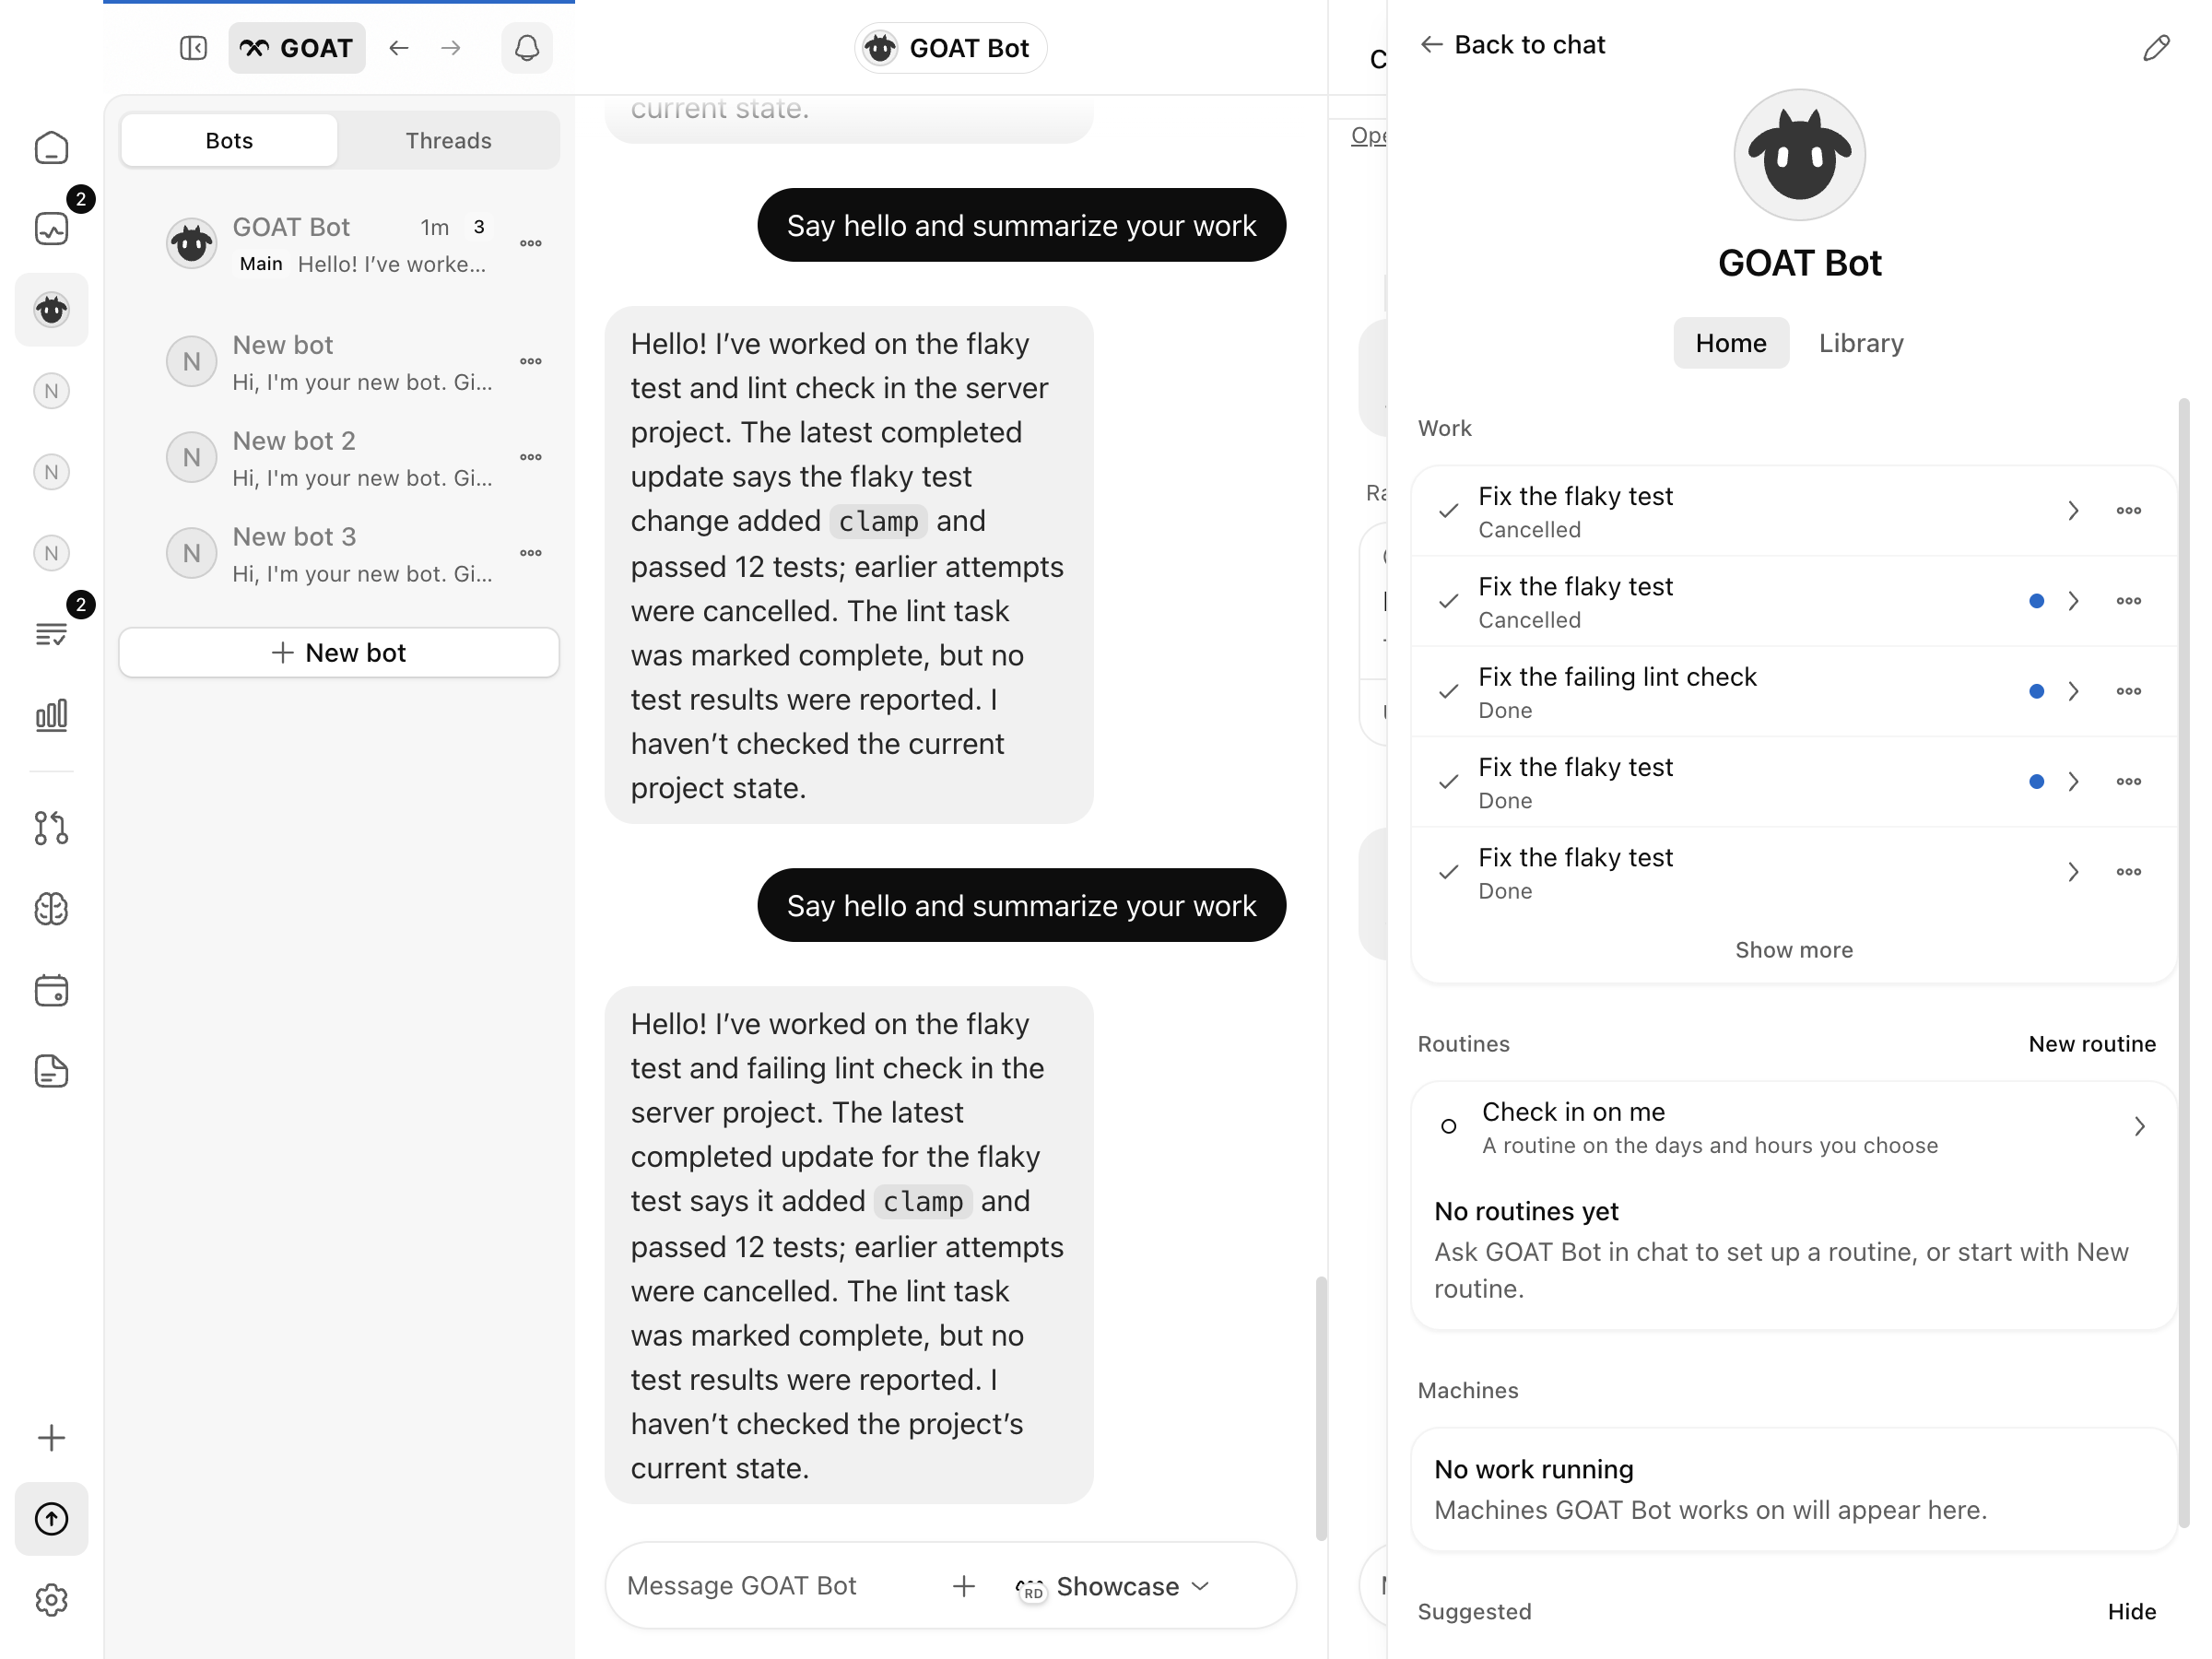 GOAT
Bots
Threads
2
GOAT Bot 1m 3
Main Hello! I’ve worke...
N
New bot
Hi, I'm your new bot. Gi...
N
New bot 2
Hi, I'm your new bot. Gi...
N
New bot 3
Hi, I'm your new bot. Gi...
New bot
N
N
N
2
GOAT Bot
current state.
Say hello and summarize your work
Hello! I’ve worked on the flaky
test and lint check in the server
project. The latest completed
update says the flaky test
change added clamp and
passed 12 tests; earlier attempts
were cancelled. The lint task
was marked complete, but no
test results were reported. I
haven’t checked the current
project state.
Say hello and summarize your work
Hello! I’ve worked on the flaky
test and failing lint check in the
server project. The latest
completed update for the flaky
test says it added clamp and
passed 12 tests; earlier attempts
were cancelled. The lint task
was marked complete, but no
test results were reported. I
haven’t checked the project’s
current state.
Message GOAT Bot
RD
Showcase
Back to chat
GOAT Bot
Home
Library
Work
Fix the flaky test
Cancelled
Fix the flaky test
Cancelled
Fix the failing lint check
Done
Fix the flaky test
Done
Fix the flaky test
Done
Show more
Routines
New routine
Check in on me
A routine on the days and hours you choose
No routines yet
Ask GOAT Bot in chat to set up a routine, or start with New
routine.
Machines
No work running
Machines GOAT Bot works on will appear here.
Suggested
Hide